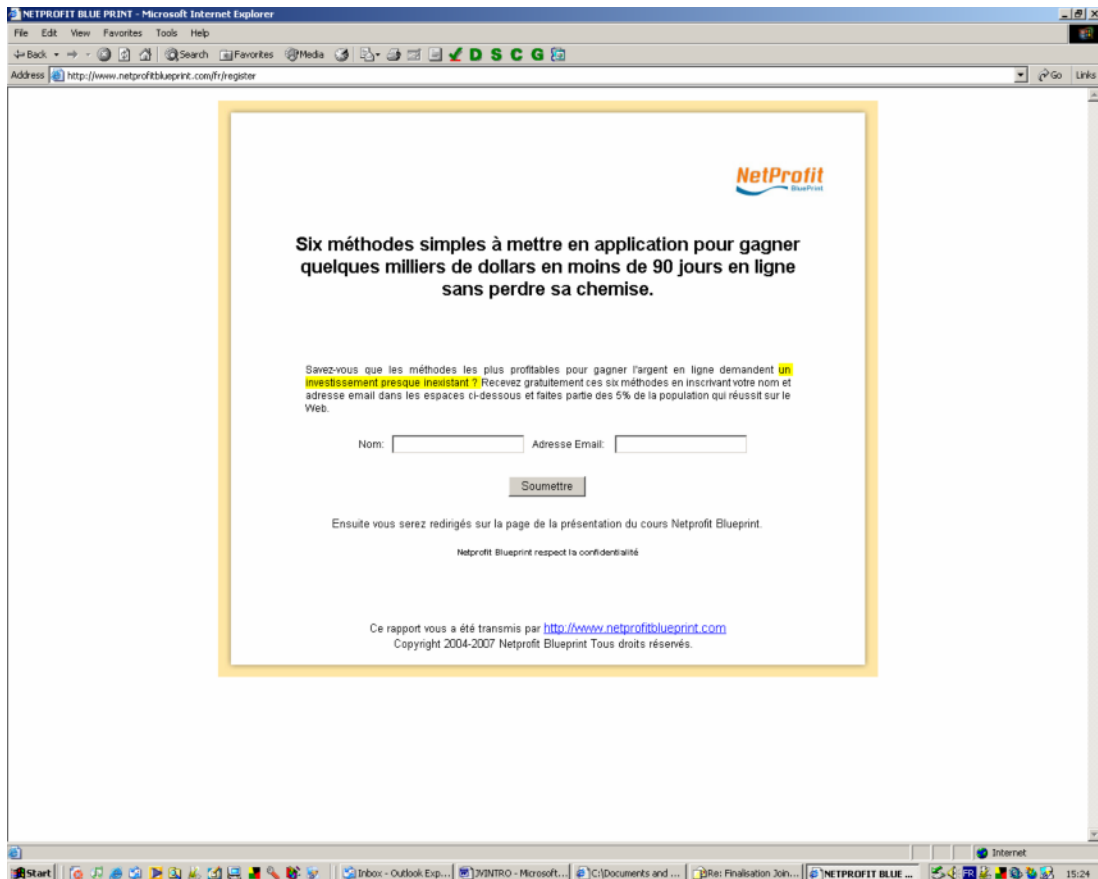 NETPROFIT BLUE PRINT - Microsoft Internet Explorer
File Edit View Favorites Tools Help
Back Search Favorites Media D S C G
Address http://www.netprofitblueprint.com/fr/register Go Links
NetProfit
BluePrint
Six méthodes simples à mettre en application pour gagner
quelques milliers de dollars en moins de 90 jours en ligne
sans perdre sa chemise.
Savez-vous que les méthodes les plus profitables pour gagner l'argent en ligne demandent un
investissement presque inexistant ? Recevez gratuitement ces six méthodes en inscrivant votre nom et
adresse email dans les espaces ci-dessous et faites partie des 5% de la population qui réussit sur le
Web.
Nom: Adresse Email:
Soumettre
Ensuite vous serez redirigés sur la page de la présentation du cours Netprofit Blueprint.
Netprofit Blueprint respect la confidentialité
Ce rapport vous a été transmis par http://www.netprofitblueprint.com
Copyright 2004-2007 Netprofit Blueprint Tous droits réservés.
Internet
Start Inbox - Outlook Exp... JVINTRO - Microsoft... C:\Documents and ... Re: Finalisation Join... NETPROFIT BLUE ... FR 15:24